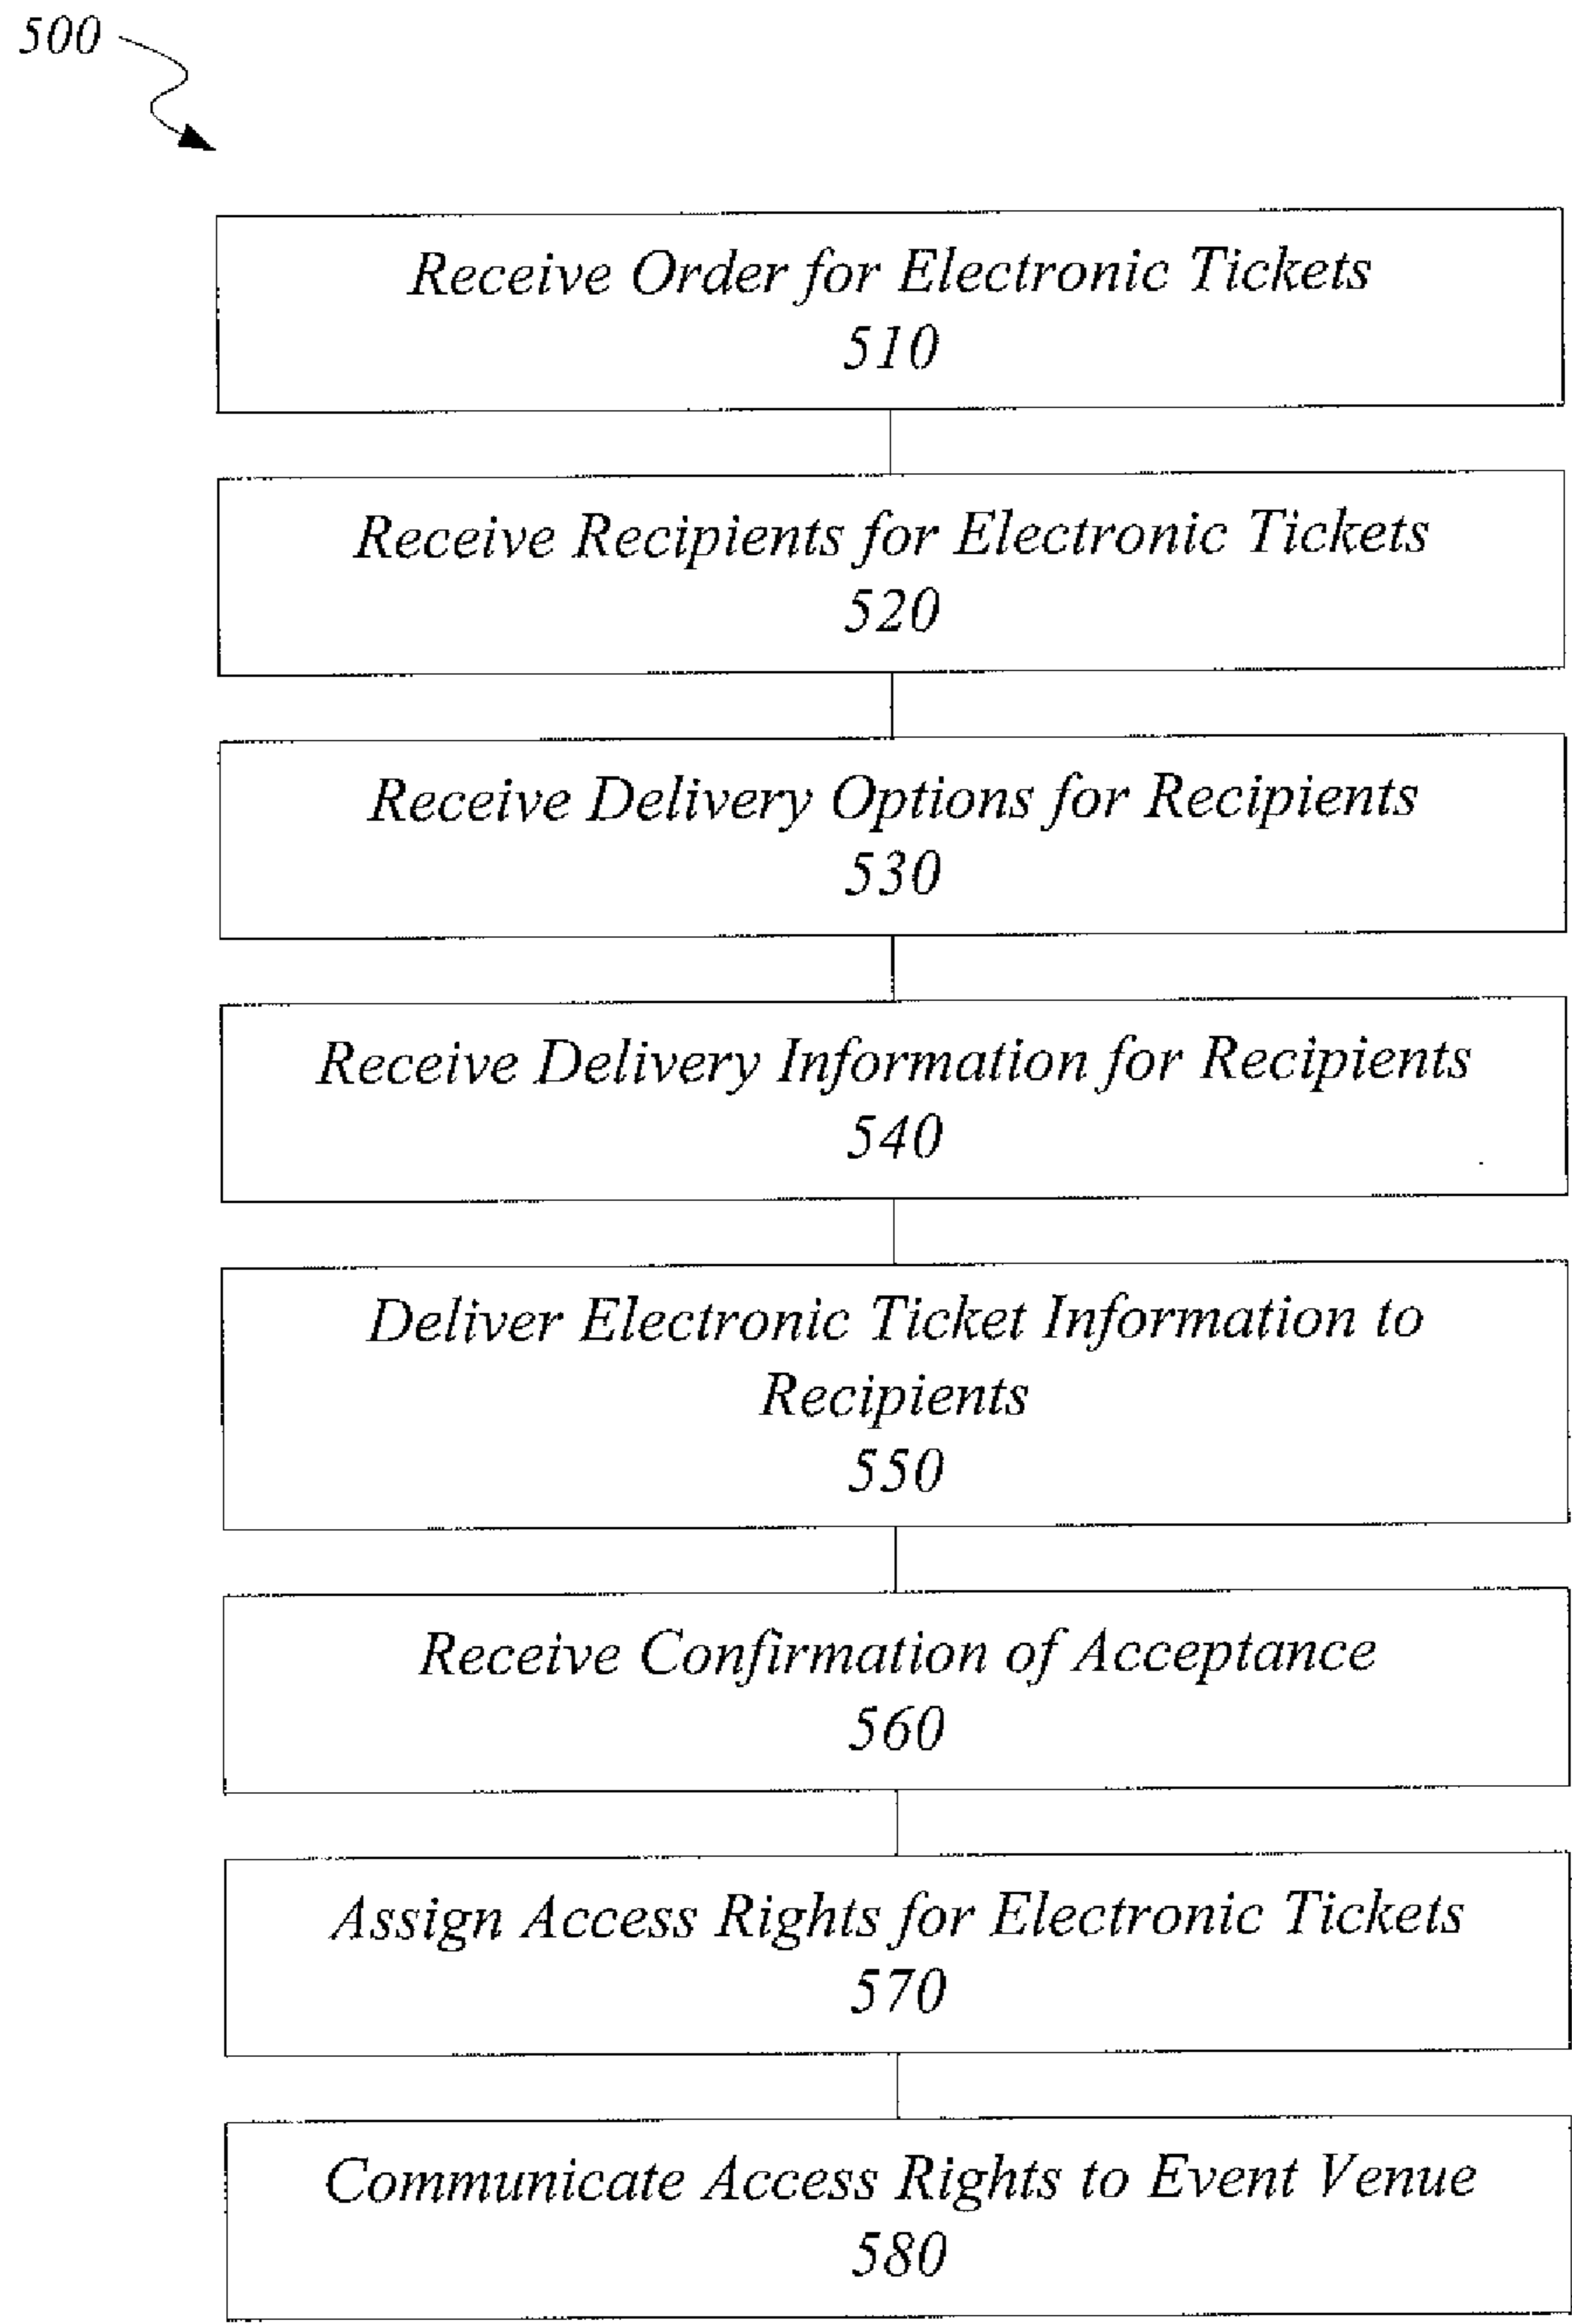 500
Receive Order for Electronic Tickets
510
Receive Recipients for Electronic Tickets
520
Receive Delivery Options for Recipients
530
Receive Delivery Information for Recipients
540
Deliver Electronic Ticket Information to
Recipients
550
Receive Confirmation of Acceptance
560
Assign Access Rights for Electronic Tickets
570
Communicate Access Rights to Event Venue
580